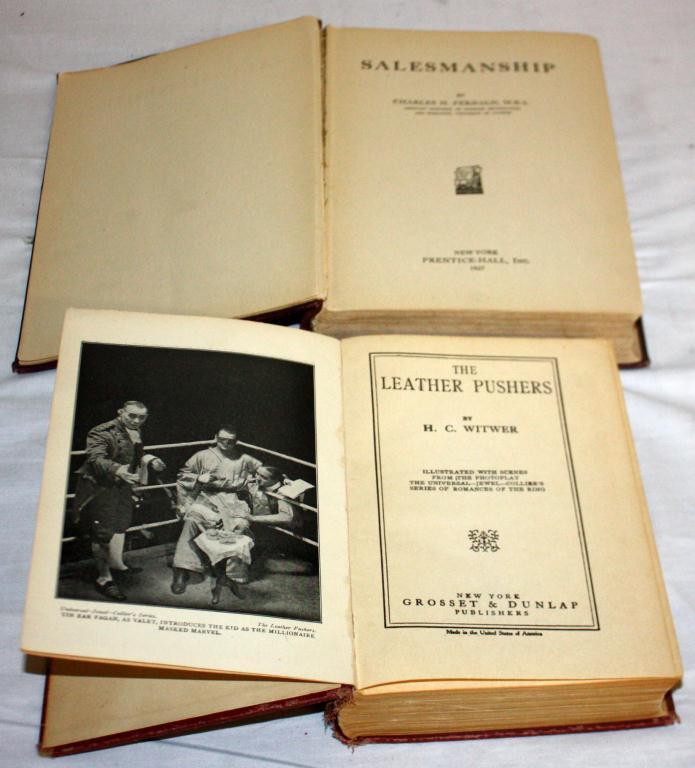 SALESMANSHIP
BY
CHARLES H. FERNALD, M.B.A.
NEW YORK
PRENTICE-HALL, INC.
1927
Universal-Jewel-Collier's Series.
The Leather Pushers.
TIN EAR FAGAN, AS VALET, INTRODUCES THE KID AS THE MILLIONAIRE
MASKED MARVEL.
THE
LEATHER PUSHERS
BY
H. C. WITWER
ILLUSTRATED WITH SCENES
FROM THE PHOTOPLAY
THE UNIVERSAL—JEWEL—COLLIER'S
SERIES OF ROMANCES OF THE RING
NEW YORK
GROSSET & DUNLAP
PUBLISHERS
Made in the United States of America